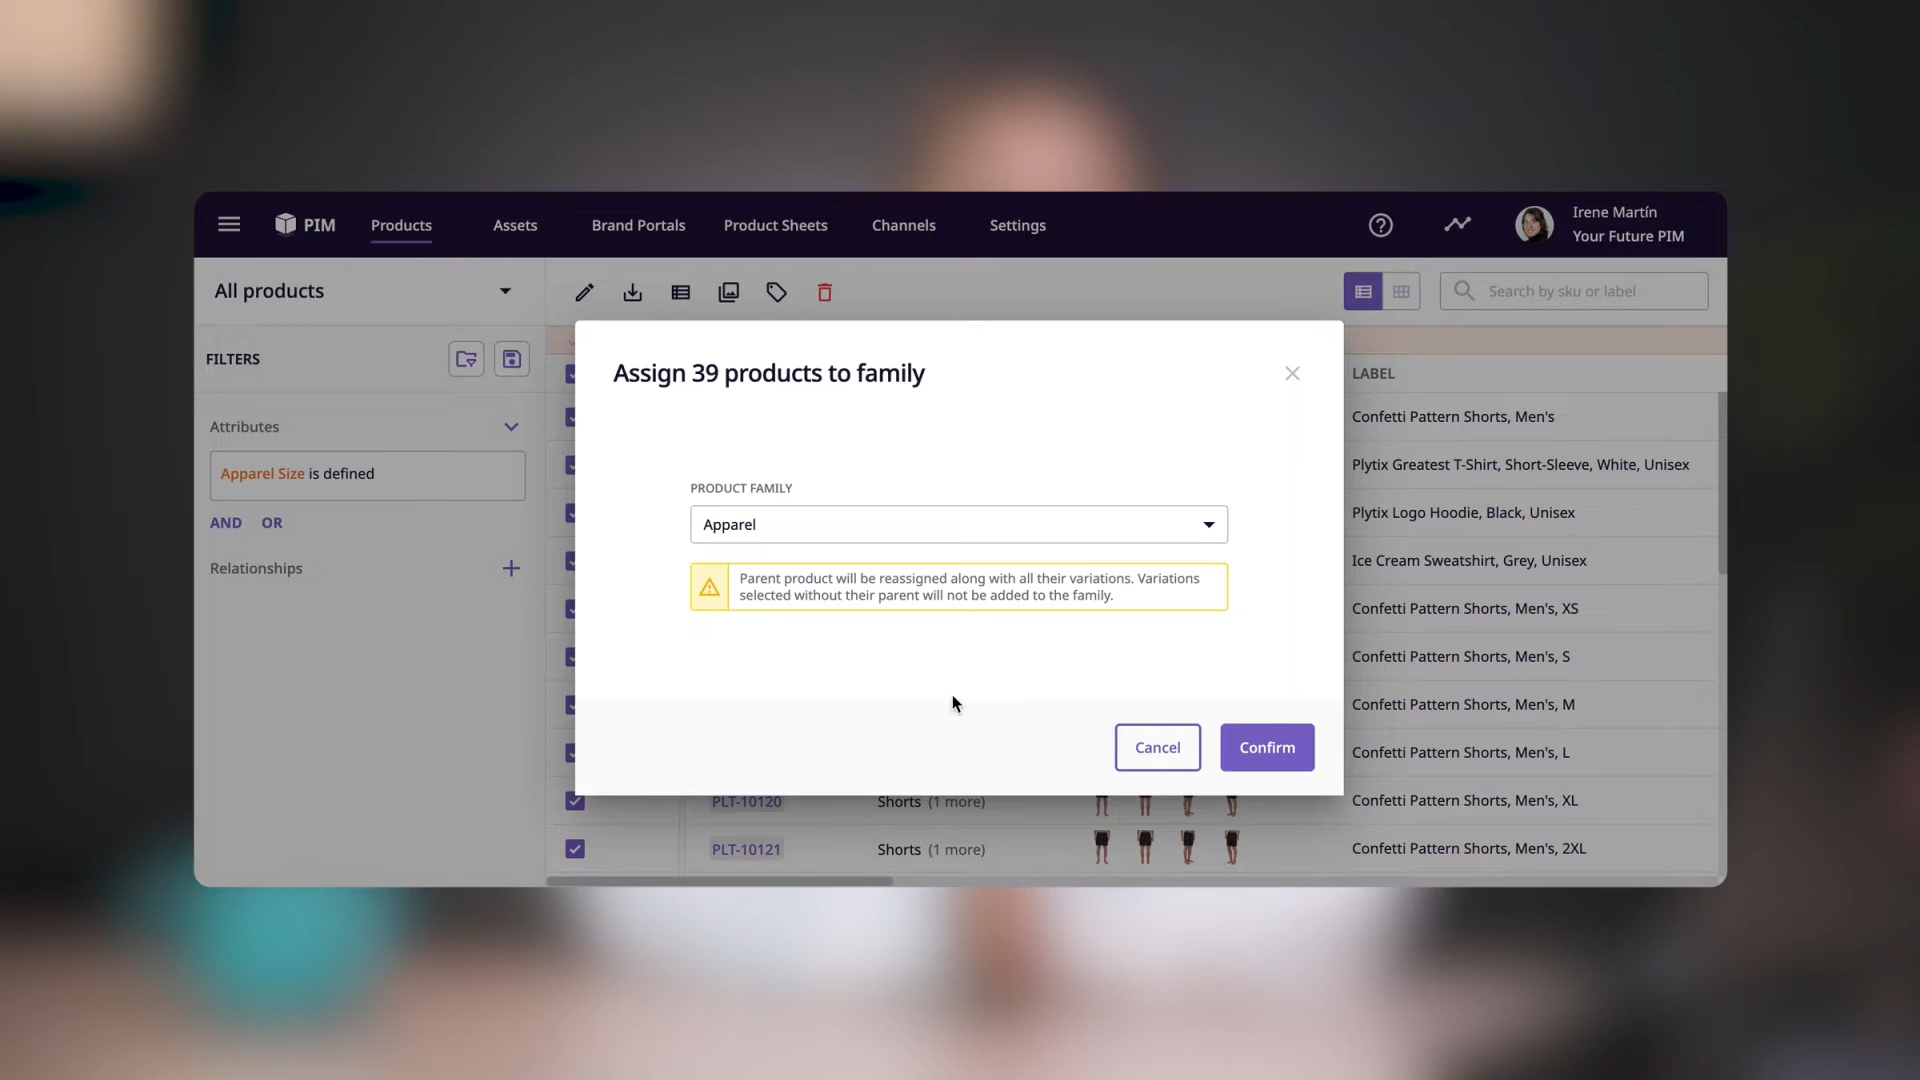 PIM
Products
Assets
Brand Portals
Product Sheets
Channels
Settings
Irene Martín
Your Future PIM
All products
Search by sku or label
FILTERS
Attributes
Apparel Size is defined
AND OR
Relationships
Assign 39 products to family
PRODUCT FAMILY
Apparel
Parent product will be reassigned along with all their variations. Variations
selected without their parent will not be added to the family.
Cancel
Confirm
LABEL
Confetti Pattern Shorts, Men's
Plytix Greatest T-Shirt, Short-Sleeve, White, Unisex
Plytix Logo Hoodie, Black, Unisex
Ice Cream Sweatshirt, Grey, Unisex
Confetti Pattern Shorts, Men's, XS
Confetti Pattern Shorts, Men's, S
Confetti Pattern Shorts, Men's, M
Confetti Pattern Shorts, Men's, L
PLT-10120 Shorts (1 more) Confetti Pattern Shorts, Men's, XL
PLT-10121 Shorts (1 more) Confetti Pattern Shorts, Men's, 2XL